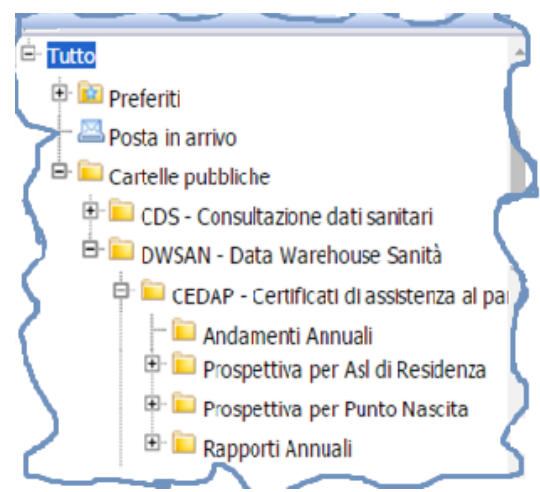 Tutto
Preferiti
Posta in arrivo
Cartelle pubbliche
CDS - Consultazione dati sanitari
DWSAN - Data Warehouse Sanità
CEDAP - Certificati di assistenza al
Andamenti Annuali
Prospettiva per Asl di Residenza
Prospettiva per Punto Nascita
Rapporti Annuali